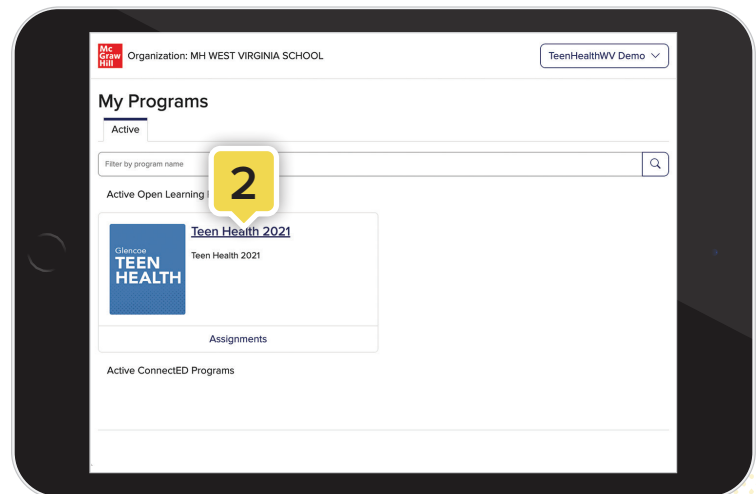 Mc
Graw
Hill
Organization: MH WEST VIRGINIA SCHOOL
TeenHealthWV Demo
My Programs
Active
Filter by program name
2
Active Open Learning
Glencoe
TEEN
HEALTH
Teen Health 2021
Teen Health 2021
Assignments
Active ConnectED Programs